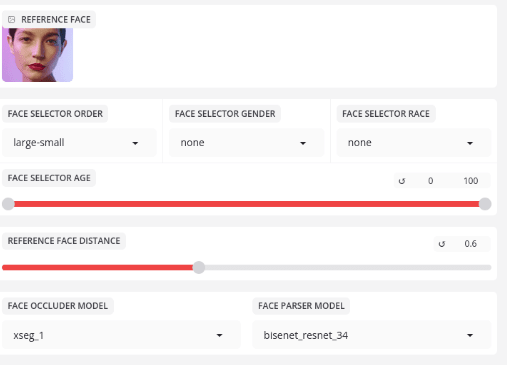 REFERENCE FACE
FACE SELECTOR ORDER FACE SELECTOR GENDER FACE SELECTOR RACE
large-small none none
FACE SELECTOR AGE 0 100
REFERENCE FACE DISTANCE 0.6
FACE OCCLUDER MODEL FACE PARSER MODEL
xseg_1 bisenet_resnet_34